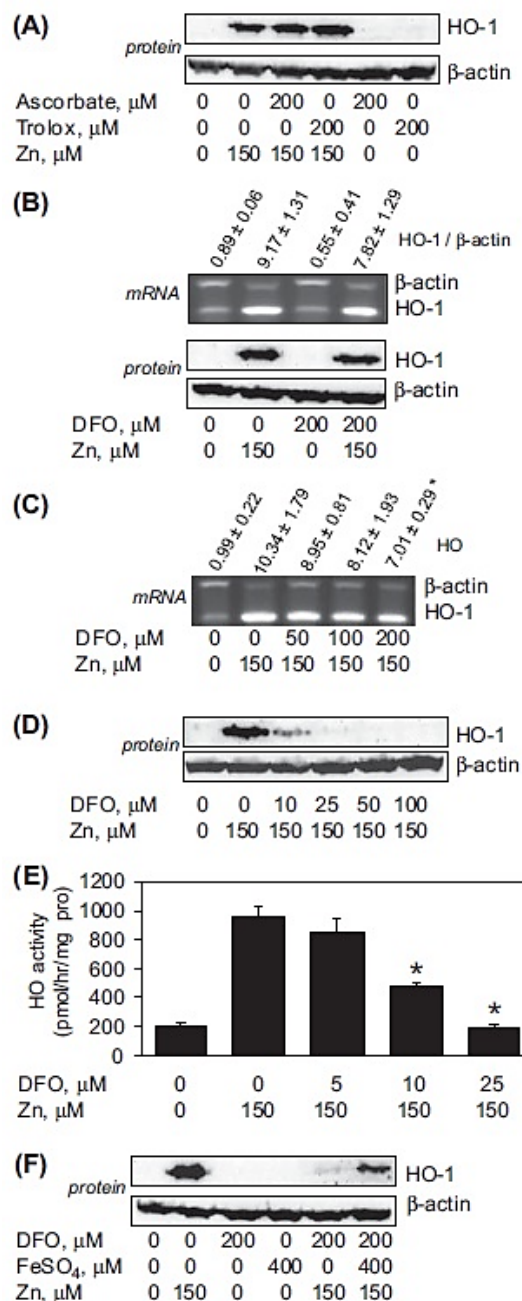 (A)
protein HO-1
β-actin
Ascorbate, μM 0 0 200 0 200 0
Trolox, μM 0 0 0 200 0 200
Zn, μM 0 150 150 150 0 0
(B)
0.89 ± 0.06 9.17 ± 1.31 0.55 ± 0.41 7.82 ± 1.29 HO-1 / β-actin
mRNA β-actin
HO-1
protein HO-1
β-actin
DFO, μM 0 0 200 200
Zn, μM 0 150 0 150
(C)
0.99 ± 0.22 10.34 ± 1.79 8.95 ± 0.81 8.12 ± 1.93 7.01 ± 0.29 * HO
mRNA β-actin
HO-1
DFO, μM 0 0 50 100 200
Zn, μM 0 150 150 150 150
(D)
protein HO-1
β-actin
DFO, μM 0 0 10 25 50 100
Zn, μM 0 150 150 150 150 150
(E)
HO activity
(pmol/hr/mg pro)
1200
1000
800
600
400
200
0
* *
DFO, μM 0 0 5 10 25
Zn, μM 0 150 150 150 150
(F)
protein HO-1
β-actin
DFO, μM 0 0 200 0 200 200
FeSO₄, μM 0 0 0 400 0 400
Zn, μM 0 150 0 0 150 150